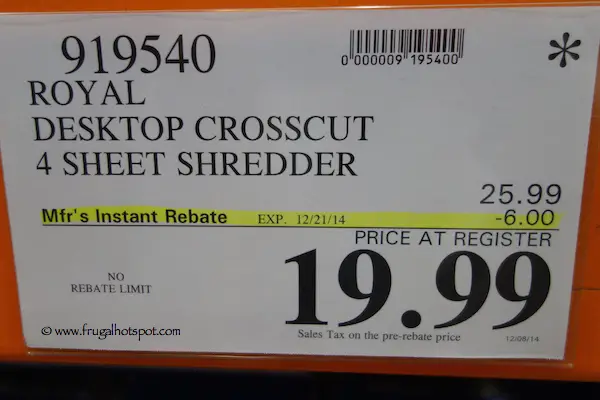 919540
0 000009 195400
*
ROYAL
DESKTOP CROSSCUT
4 SHEET SHREDDER
25.99
Mfr's Instant Rebate EXP. 12/21/14 -6.00
PRICE AT REGISTER
NO
REBATE LIMIT
19.99
Sales Tax on the pre-rebate price
12/08/14
© www.frugalhotspot.com